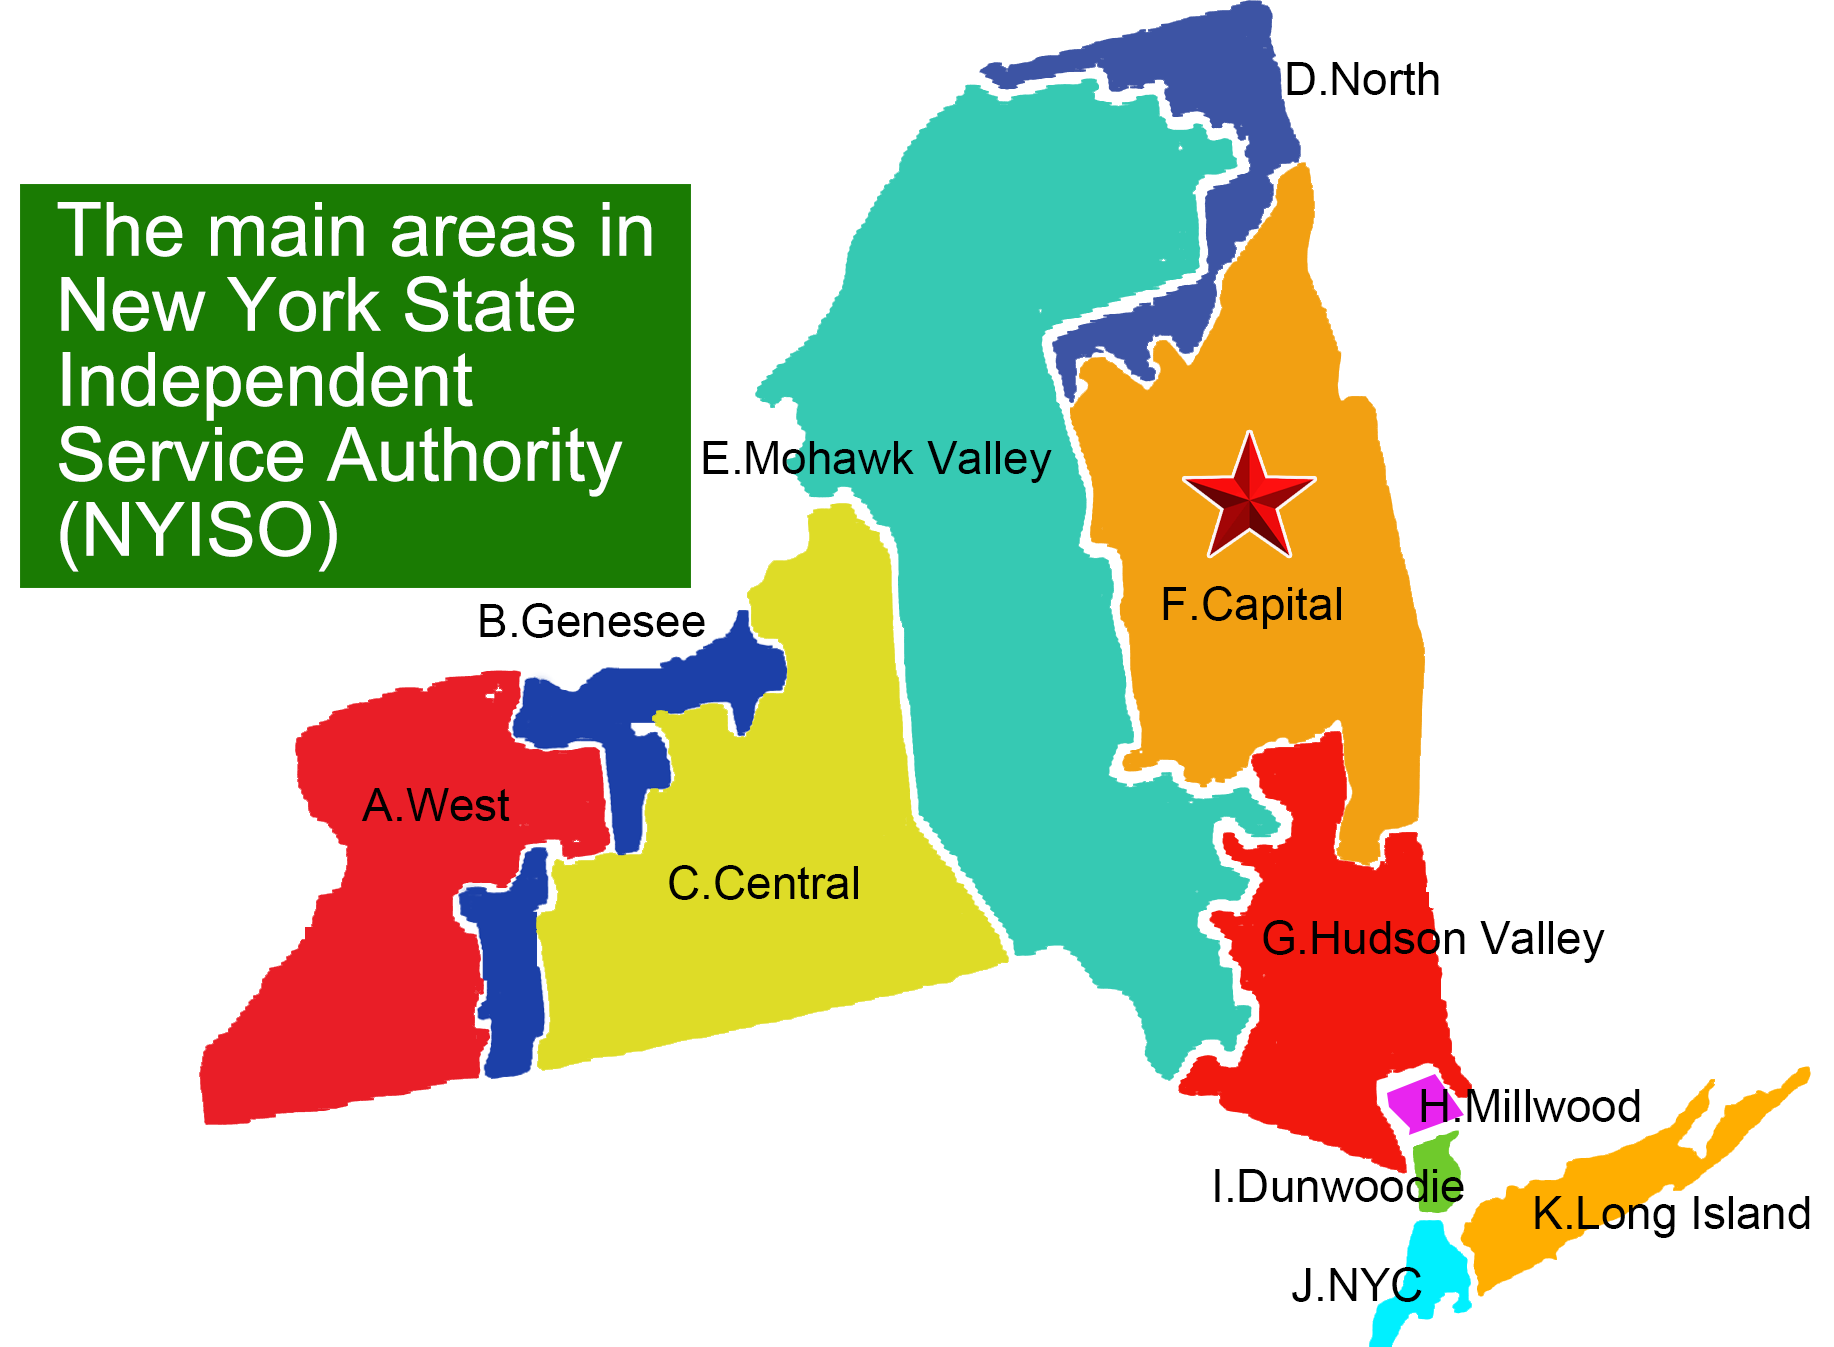 The main areas in
New York State
Independent
Service Authority
(NYISO)
D.North
E.Mohawk Valley
F.Capital
B.Genesee
A.West
C.Central
G.Hudson Valley
H.Millwood
I.Dunwoodie
K.Long Island
J.NYC